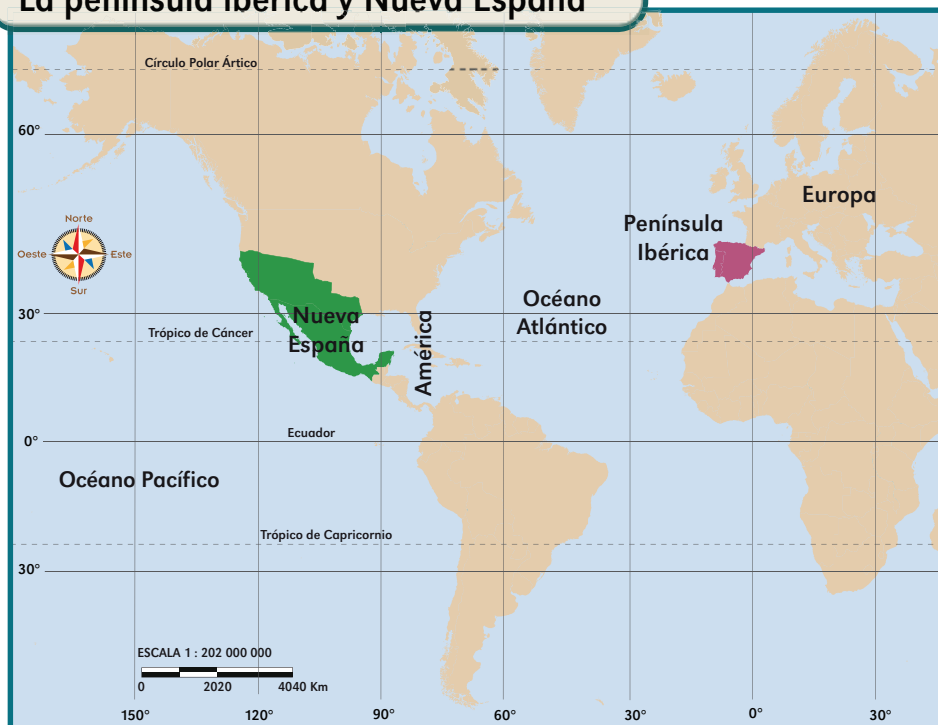 La península Ibérica y Nueva España
Círculo Polar Ártico
60°
Europa
Península
Ibérica
Norte
Oeste
Este
Sur
Océano
Atlántico
30°
Nueva
España
América
Trópico de Cáncer
Ecuador
0°
Océano Pacífico
Trópico de Capricornio
30°
ESCALA 1 : 202 000 000
0 2020 4040 Km
150° 120° 90° 60° 30° 0° 30°